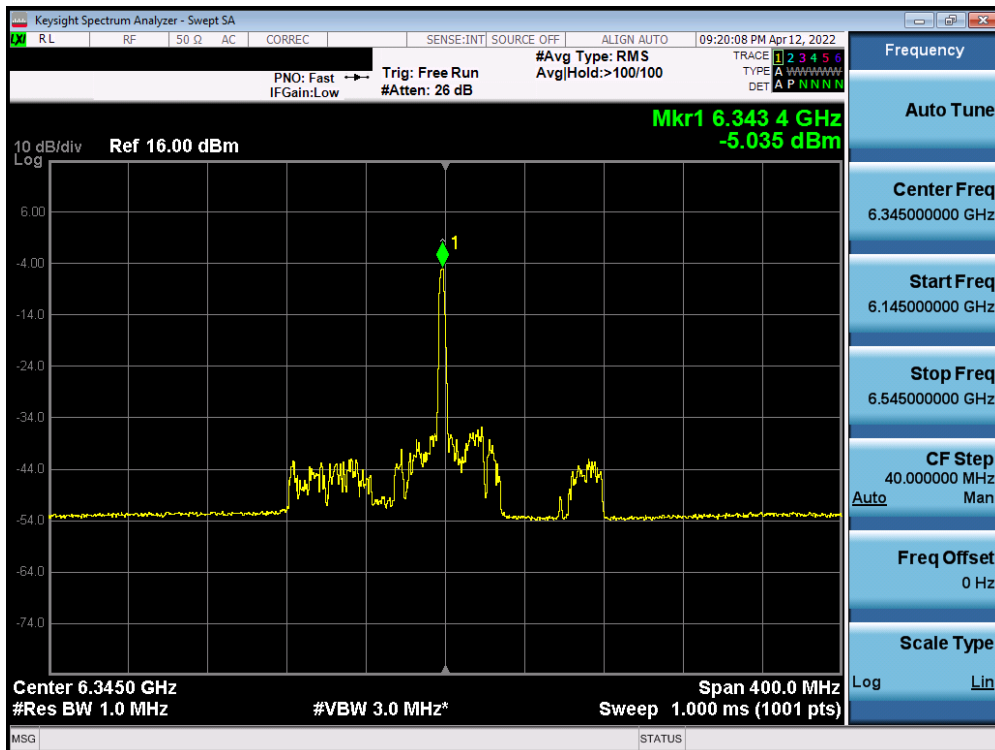 Keysight Spectrum Analyzer - Swept SA
LXI RL RF 50 Ω AC CORREC SENSE:INT SOURCE OFF ALIGN AUTO 09:20:08 PM Apr 12, 2022
PNO: Fast Trig: Free Run #Avg Type: RMS TRACE 1 2 3 4 5 6
IFGain:Low #Atten: 26 dB Avg|Hold:>100/100 TYPE A WWWWW
DET A P N N N N
Mkr1 6.343 4 GHz
-5.035 dBm
10 dB/div Ref 16.00 dBm
Log
6.00
-4.00
-14.0
-24.0
-34.0
-44.0
-54.0
-64.0
-74.0
1
Center 6.3450 GHz Span 400.0 MHz
#Res BW 1.0 MHz #VBW 3.0 MHz* Sweep 1.000 ms (1001 pts)
MSG STATUS
Frequency
Auto Tune
Center Freq
6.345000000 GHz
Start Freq
6.145000000 GHz
Stop Freq
6.545000000 GHz
CF Step
40.000000 MHz
Auto Man
Freq Offset
0 Hz
Scale Type
Log Lin